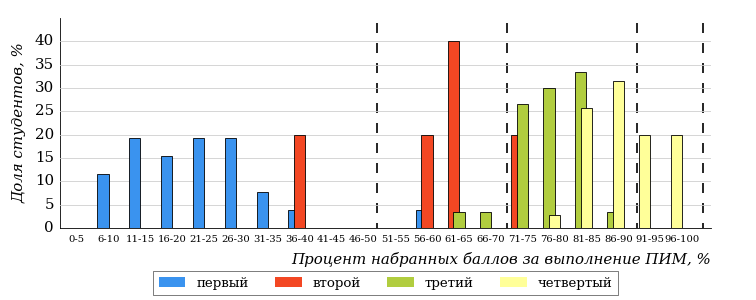 Доля студентов, %
40
35
30
25
20
15
10
5
0
0-5 6-10 11-15 16-20 21-25 26-30 31-35 36-40 41-45 46-50 51-55 56-60 61-65 66-70 71-75 76-80 81-85 86-90 91-95 96-100
Процент набранных баллов за выполнение ПИМ, %
первый второй третий четвертый